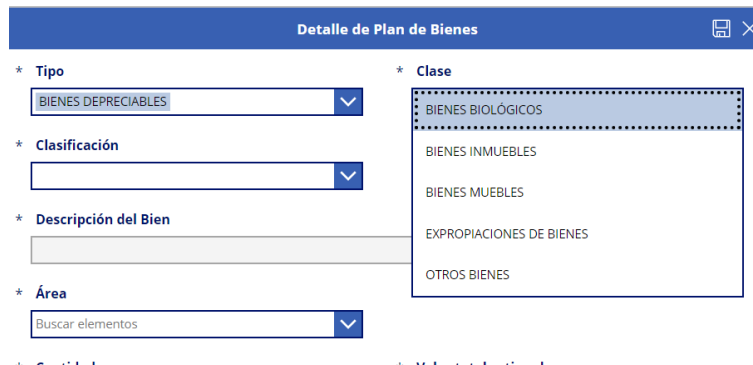 Detalle de Plan de Bienes
* Tipo
* Clase
BIENES DEPRECIABLES
BIENES BIOLÓGICOS
* Clasificación
BIENES INMUEBLES
BIENES MUEBLES
* Descripción del Bien
EXPROPIACIONES DE BIENES
OTROS BIENES
* Área
Buscar elementos